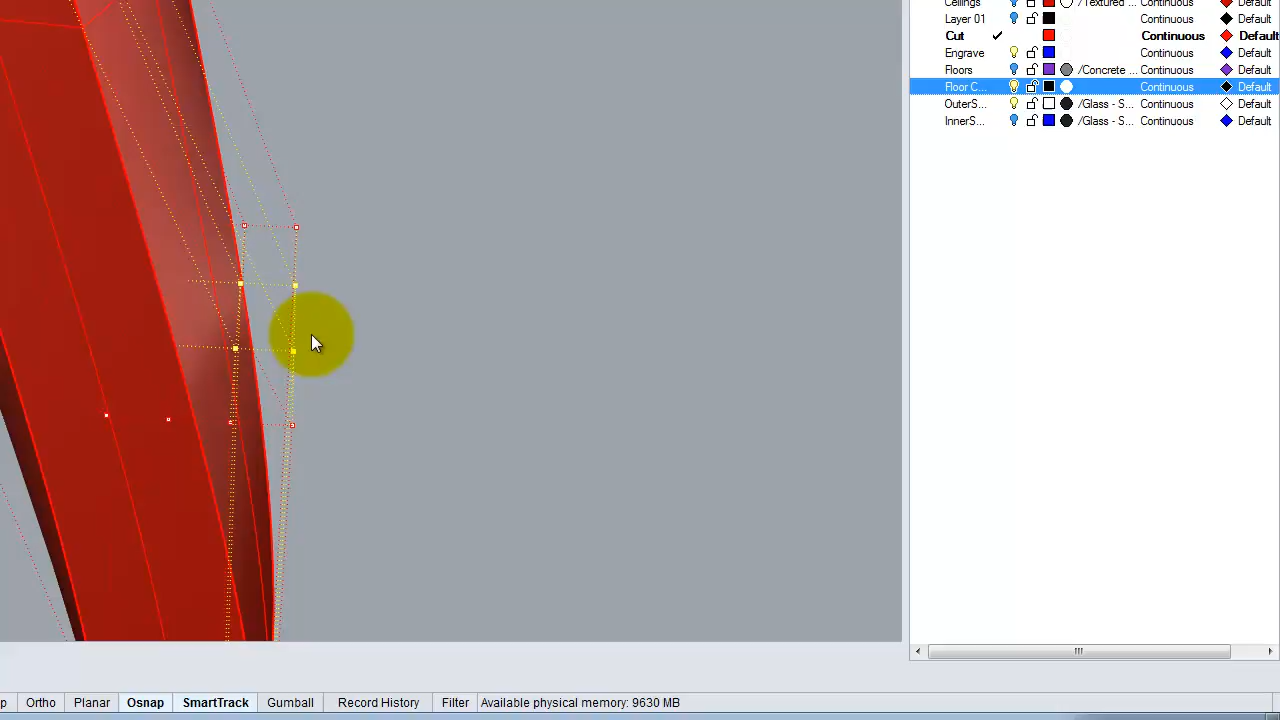 Ceilings /Textured ... Continuous Default
Layer 01 Continuous Default
Cut ✓ Continuous Default
Engrave Continuous Default
Floors /Concrete ... Continuous Default
Floor C... Continuous Default
OuterS... /Glass - S... Continuous Default
InnerS... /Glass - S... Continuous Default
p Ortho Planar Osnap SmartTrack Gumball Record History Filter Available physical memory: 9630 MB